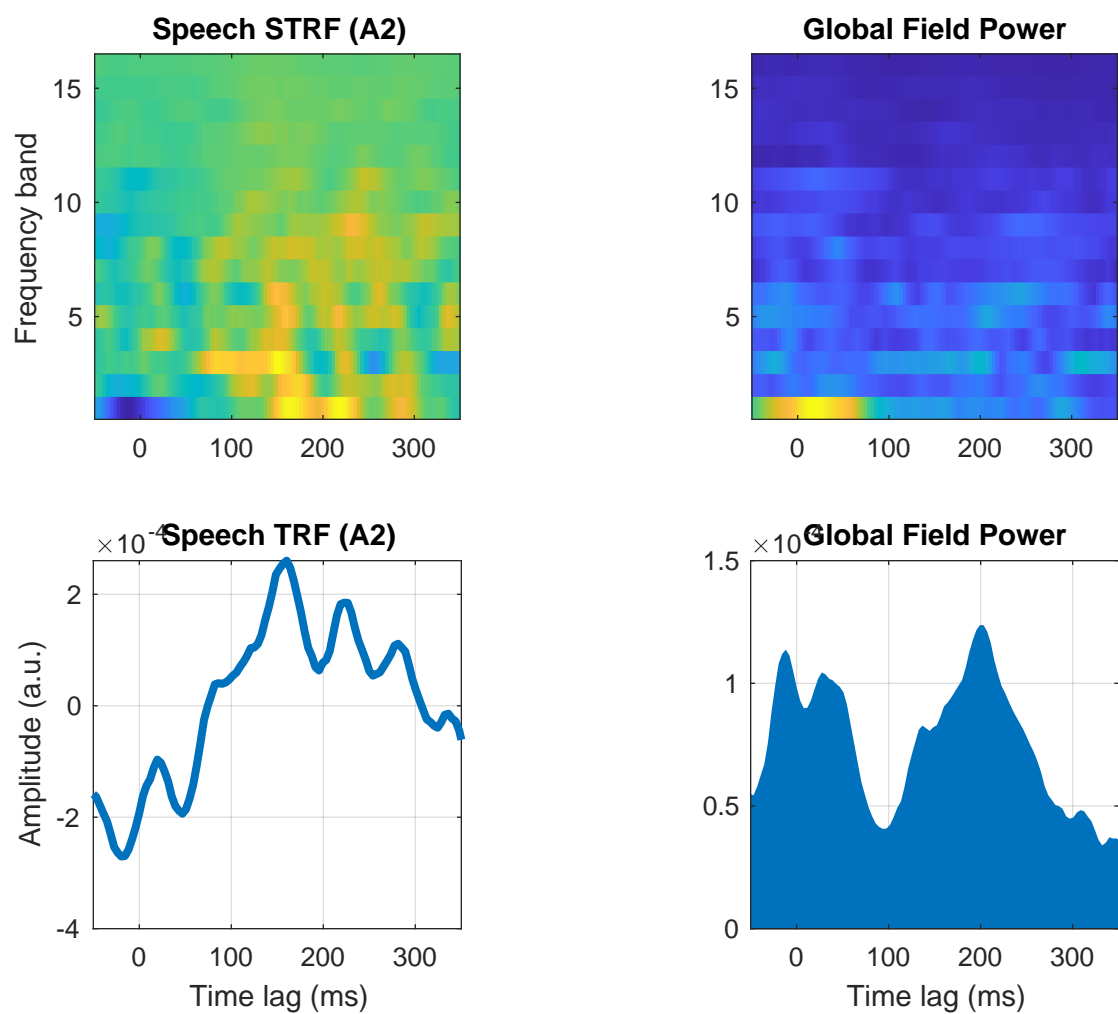 Speech STRF (A2)
Frequency band
15
10
5
0 100 200 300
Global Field Power
15
10
5
0 100 200 300
Speech TRF (A2)
×10-4
Amplitude (a.u.)
2
0
-2
-4
0 100 200 300
Time lag (ms)
Global Field Power
×10-4
1.5
1
0.5
0
0 100 200 300
Time lag (ms)